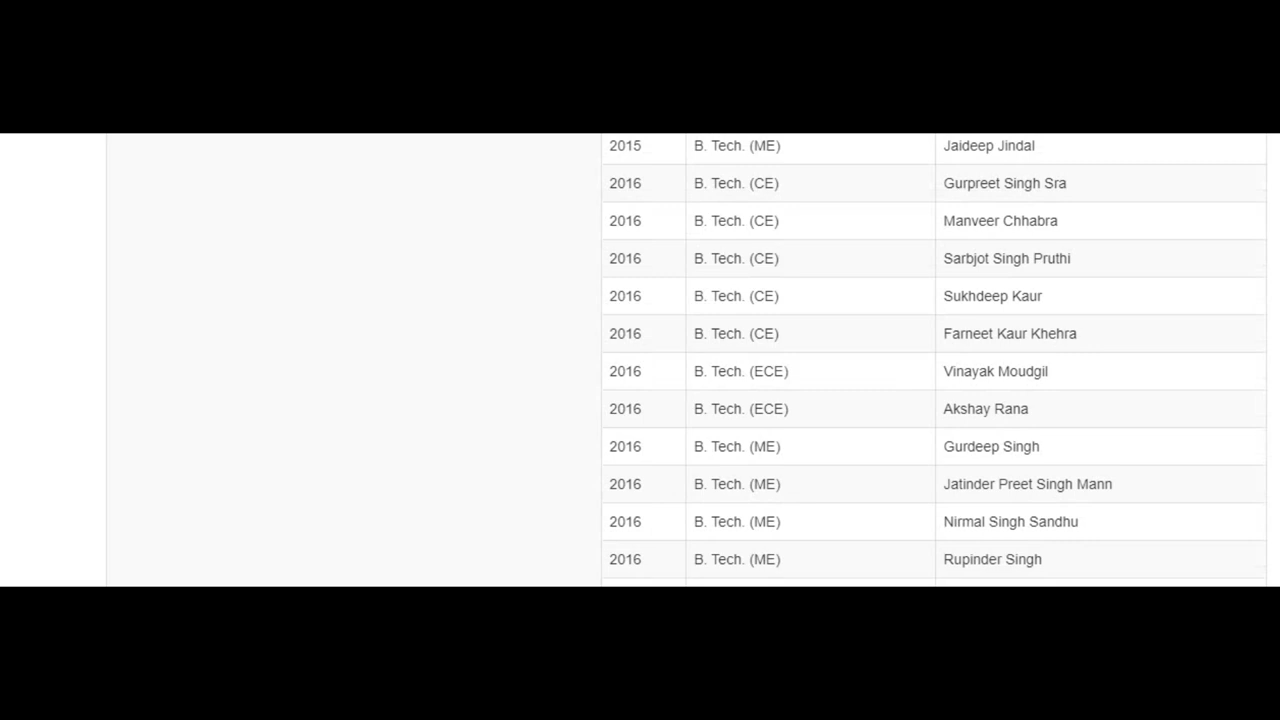 2015 B. Tech. (ME) Jaideep Jindal
2016 B. Tech. (CE) Gurpreet Singh Sra
2016 B. Tech. (CE) Manveer Chhabra
2016 B. Tech. (CE) Sarbjot Singh Pruthi
2016 B. Tech. (CE) Sukhdeep Kaur
2016 B. Tech. (CE) Farneet Kaur Khehra
2016 B. Tech. (ECE) Vinayak Moudgil
2016 B. Tech. (ECE) Akshay Rana
2016 B. Tech. (ME) Gurdeep Singh
2016 B. Tech. (ME) Jatinder Preet Singh Mann
2016 B. Tech. (ME) Nirmal Singh Sandhu
2016 B. Tech. (ME) Rupinder Singh